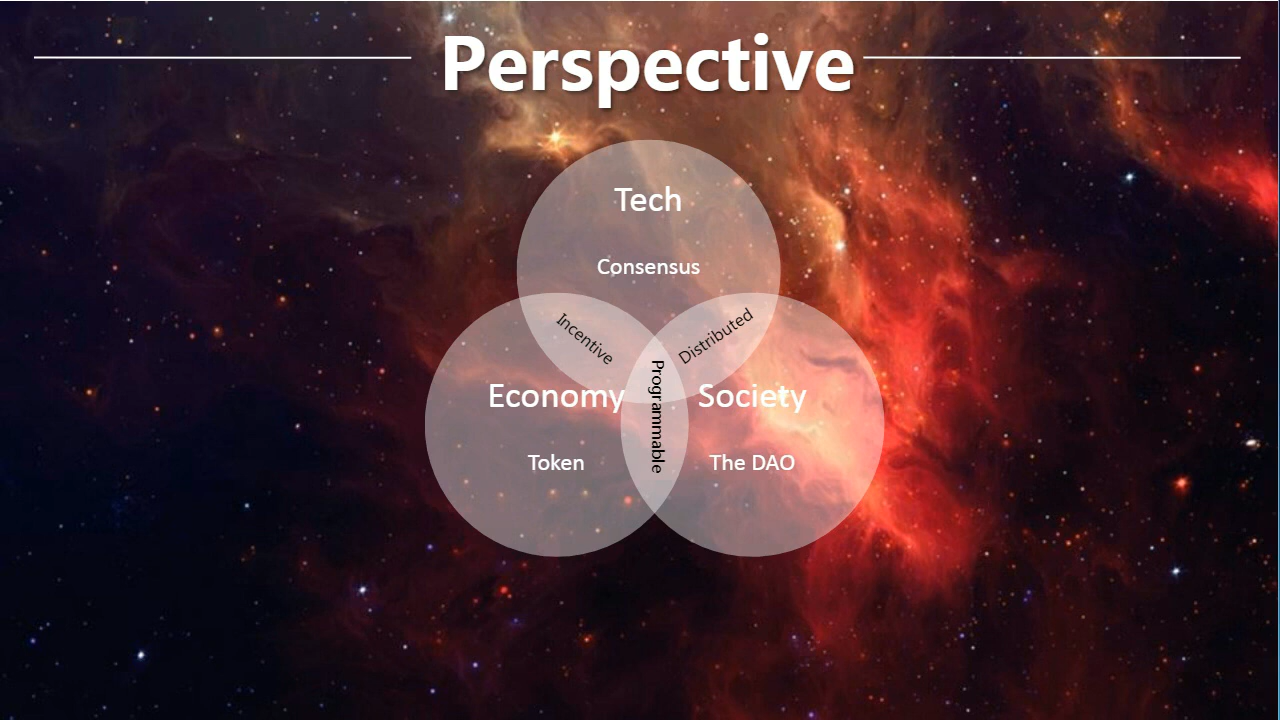 Perspective
Tech
Consensus
Incentive
Distributed
Programmable
Economy
Society
Token
The DAO